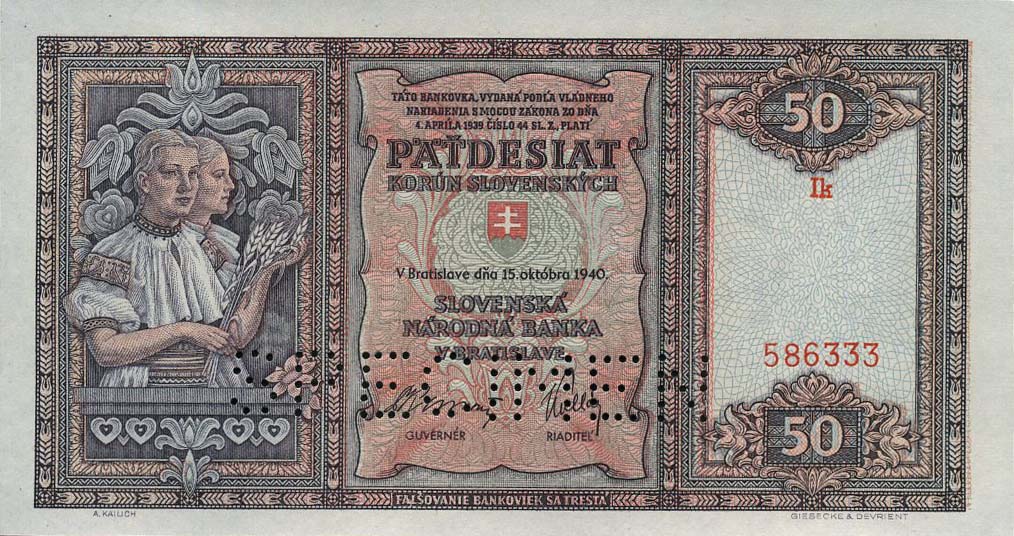 TÁTO BANKOVKA, VYDANÁ PODĽA VLÁDNEHO
NARIADENIA S MOCOU ZÁKONA ZO DŇA
4. APRÍLA 1939 ČÍSLO 44 SL. Z., PLATÍ
PÄŤDESIAT
KORÚN SLOVENSKÝCH
V Bratislave dňa 15. októbra 1940.
SLOVENSKÁ
NÁRODNÁ BANKA
V BRATISLAVE
SPECIMEN
GUVERNÉR
RIADITEĽ
FALŠOVANIE BANKOVIEK SA TRESTÁ
50
Ik
586333
50
A. KAILICH
GIESECKE & DEVRIENT